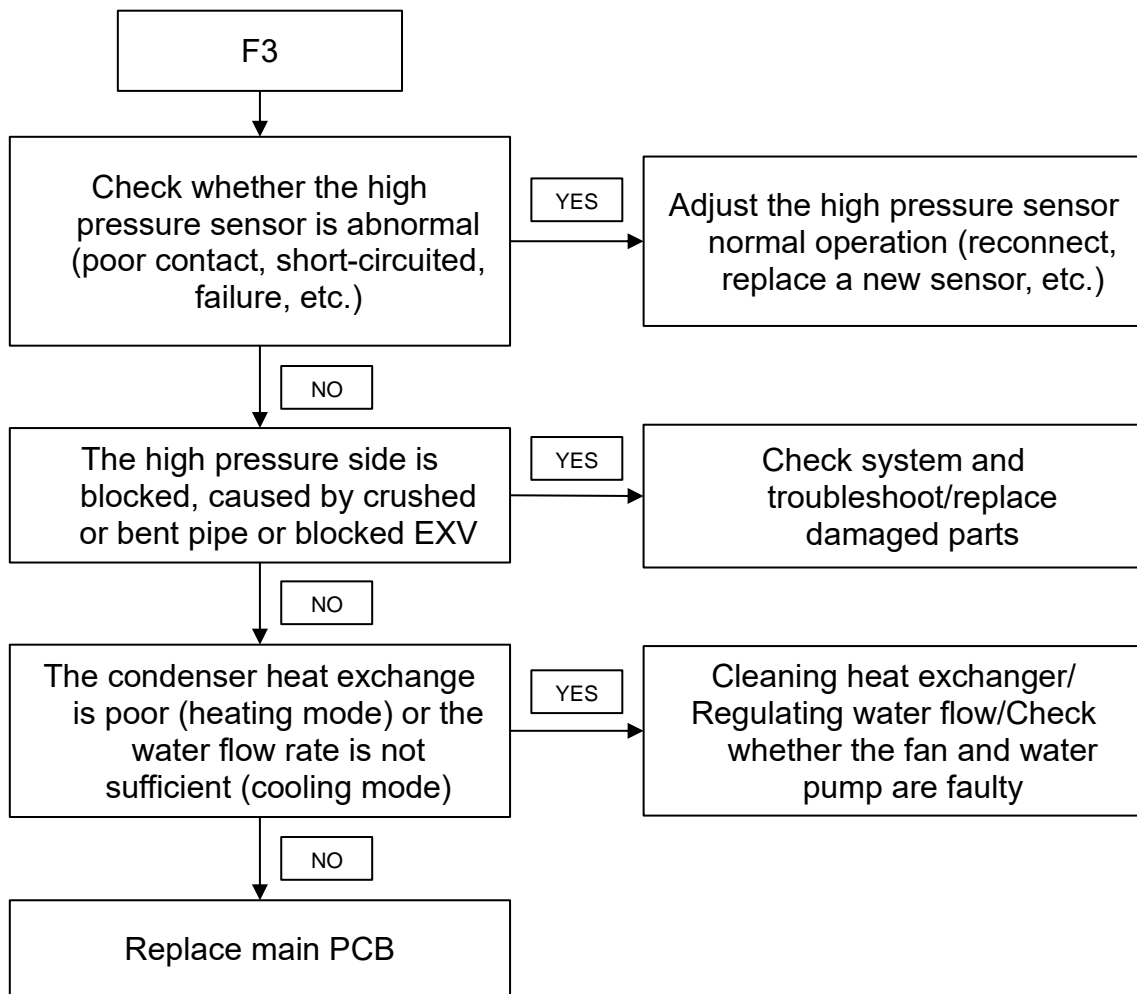 F3
Check whether the high
pressure sensor is abnormal
(poor contact, short-circuited,
failure, etc.)
YES
Adjust the high pressure sensor
normal operation (reconnect,
replace a new sensor, etc.)
NO
The high pressure side is
blocked, caused by crushed
or bent pipe or blocked EXV
YES
Check system and
troubleshoot/replace
damaged parts
NO
The condenser heat exchange
is poor (heating mode) or the
water flow rate is not
sufficient (cooling mode)
YES
Cleaning heat exchanger/
Regulating water flow/Check
whether the fan and water
pump are faulty
NO
Replace main PCB